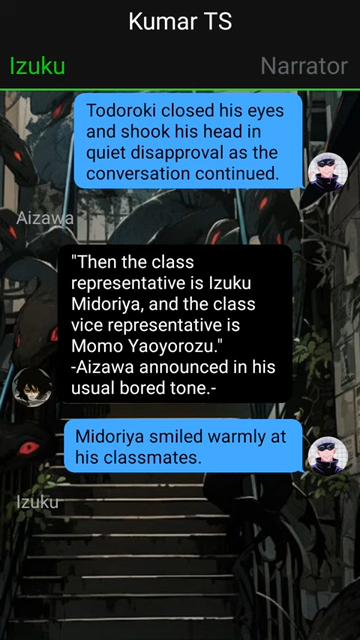 Kumar TS
Izuku
Narrator
Todoroki closed his eyes
and shook his head in
quiet disapproval as the
conversation continued.
Aizawa
"Then the class
representative is Izuku
Midoriya, and the class
vice representative is
Momo Yaoyorozu."
-Aizawa announced in his
usual bored tone.-
Midoriya smiled warmly at
his classmates.
Izuku